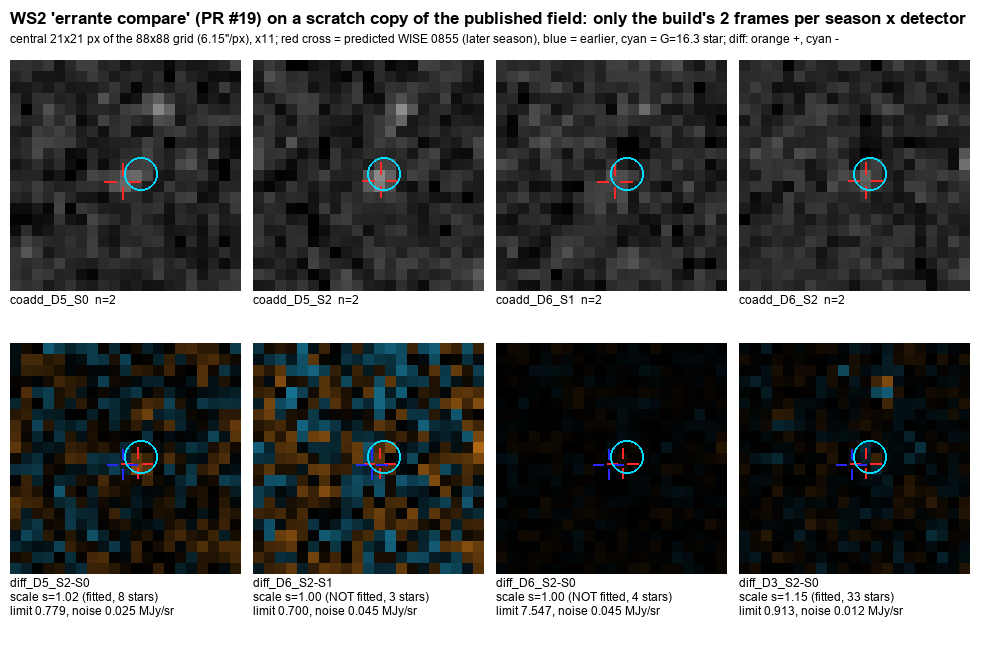 WS2 'errante compare' (PR #19) on a scratch copy of the published field: only the build's 2 frames per season x detector
central 21x21 px of the 88x88 grid (6.15"/px), x11; red cross = predicted WISE 0855 (later season), blue = earlier, cyan = G=16.3 star; diff: orange +, cyan -
coadd_D5_S0 n=2
coadd_D5_S2 n=2
coadd_D6_S1 n=2
coadd_D6_S2 n=2
diff_D5_S2-S0
scale s=1.02 (fitted, 8 stars)
limit 0.779, noise 0.025 MJy/sr
diff_D6_S2-S1
scale s=1.00 (NOT fitted, 3 stars)
limit 0.700, noise 0.045 MJy/sr
diff_D6_S2-S0
scale s=1.00 (NOT fitted, 4 stars)
limit 7.547, noise 0.045 MJy/sr
diff_D3_S2-S0
scale s=1.15 (fitted, 33 stars)
limit 0.913, noise 0.012 MJy/sr